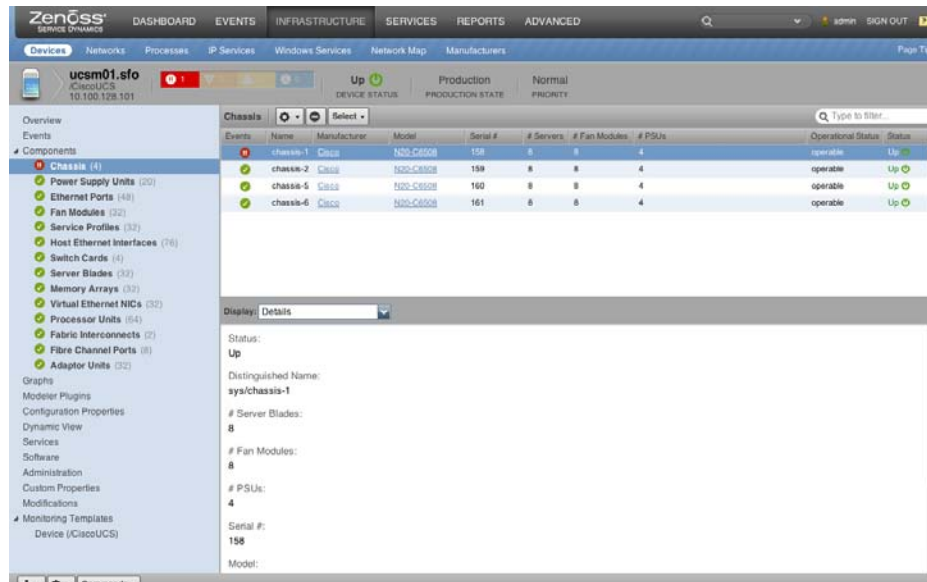 Zenoss
SERVICE DYNAMICS
DASHBOARD EVENTS INFRASTRUCTURE SERVICES REPORTS ADVANCED
admin SIGN OUT
Devices Networks Processes IP Services Windows Services Network Map Manufacturers
ucsm01.sfo
/CiscoUCS
10.100.128.101
1
Up
DEVICE STATUS
Production
PRODUCTION STATE
Normal
PRIORITY
Overview
Events
Components
Chassis (4)
Power Supply Units (20)
Ethernet Ports (48)
Fan Modules (32)
Service Profiles (32)
Host Ethernet Interfaces (76)
Switch Cards (4)
Server Blades (32)
Memory Arrays (32)
Virtual Ethernet NICs (32)
Processor Units (64)
Fabric Interconnects (2)
Fibre Channel Ports (8)
Adaptor Units (32)
Graphs
Modeler Plugins
Configuration Properties
Dynamic View
Services
Software
Administration
Custom Properties
Modifications
Monitoring Templates
Device (/CiscoUCS)
Chassis Select Type to filter...
Events Name Manufacturer Model Serial # # Servers # Fan Modules # PSUs Operational Status Status
chassis-1 Cisco N20-C6508 158 8 8 4 operable Up
chassis-2 Cisco N20-C6508 159 8 8 4 operable Up
chassis-5 Cisco N20-C6508 160 8 8 4 operable Up
chassis-6 Cisco N20-C6508 161 8 8 4 operable Up
Display: Details
Status:
Up
Distinguished Name:
sys/chassis-1
# Server Blades:
8
# Fan Modules:
8
# PSUs:
4
Serial #:
158
Model: